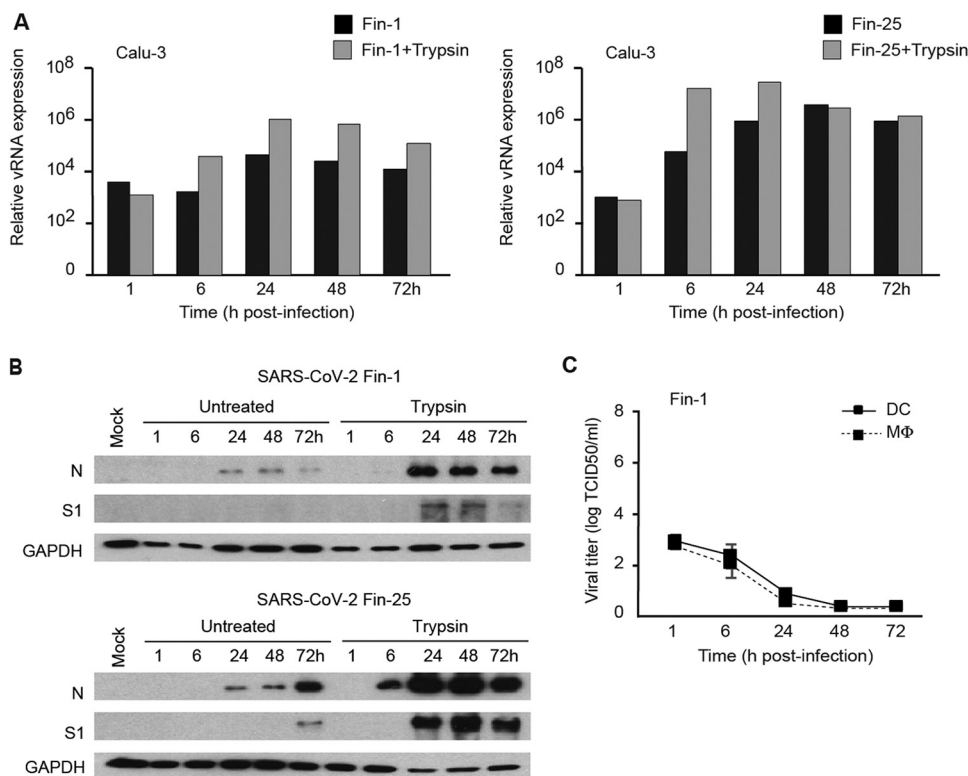 A
Calu-3
Fin-1
Fin-1+Trypsin
Relative vRNA expression
10⁸
10⁶
10⁴
10²
0
1 6 24 48 72h
Time (h post-infection)
Calu-3
Fin-25
Fin-25+Trypsin
Relative vRNA expression
10⁸
10⁶
10⁴
10²
0
1 6 24 48 72h
Time (h post-infection)
B
SARS-CoV-2 Fin-1
Mock
Untreated Trypsin
1 6 24 48 72h 1 6 24 48 72h
N
S1
GAPDH
SARS-CoV-2 Fin-25
Mock
Untreated Trypsin
1 6 24 48 72h 1 6 24 48 72h
N
S1
GAPDH
C
Fin-1
DC
MΦ
Viral titer (log TCID50/ml)
8
6
4
2
0
1 6 24 48 72
Time (h post-infection)